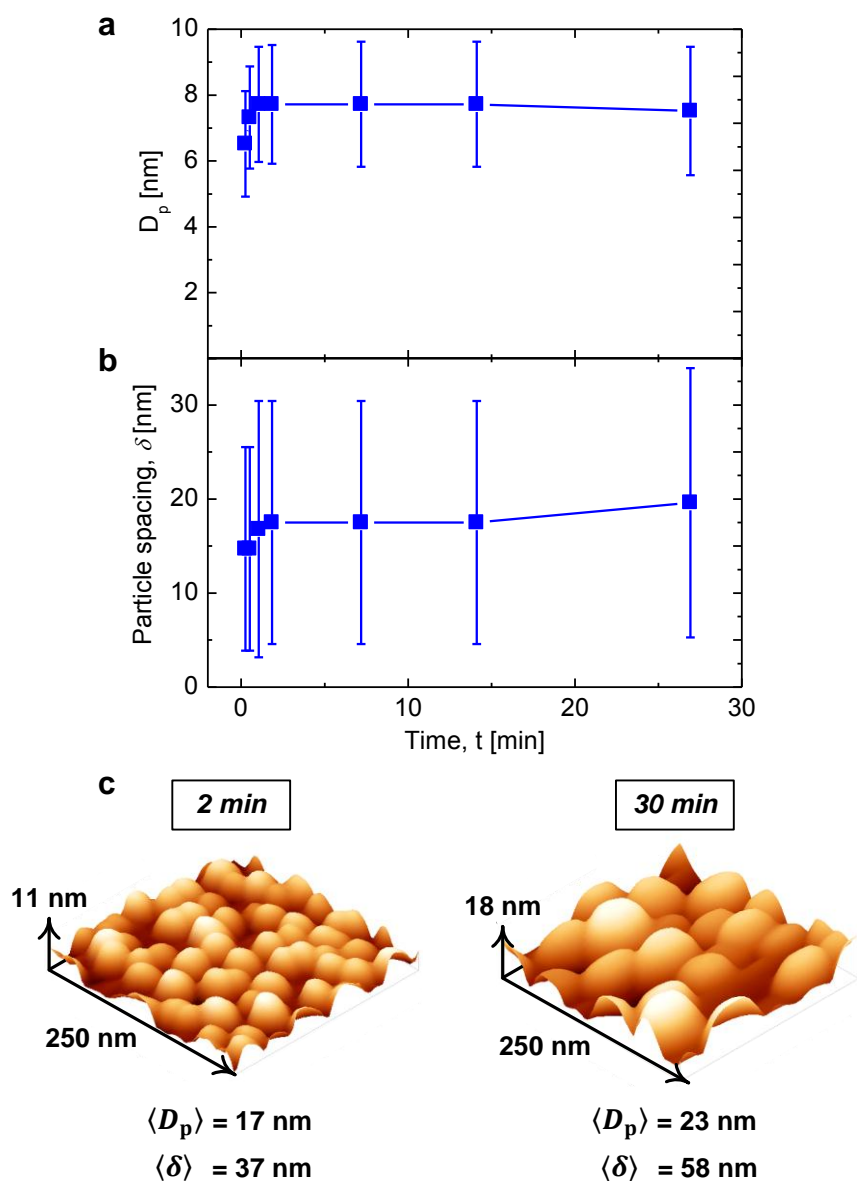 a
10
8
6
4
2
D_p [nm]
b
30
20
10
0
Particle spacing, δ [nm]
0 10 20 30
Time, t [min]
c
2 min 30 min
11 nm 18 nm
250 nm 250 nm
⟨D_p⟩ = 17 nm ⟨D_p⟩ = 23 nm
⟨δ⟩ = 37 nm ⟨δ⟩ = 58 nm